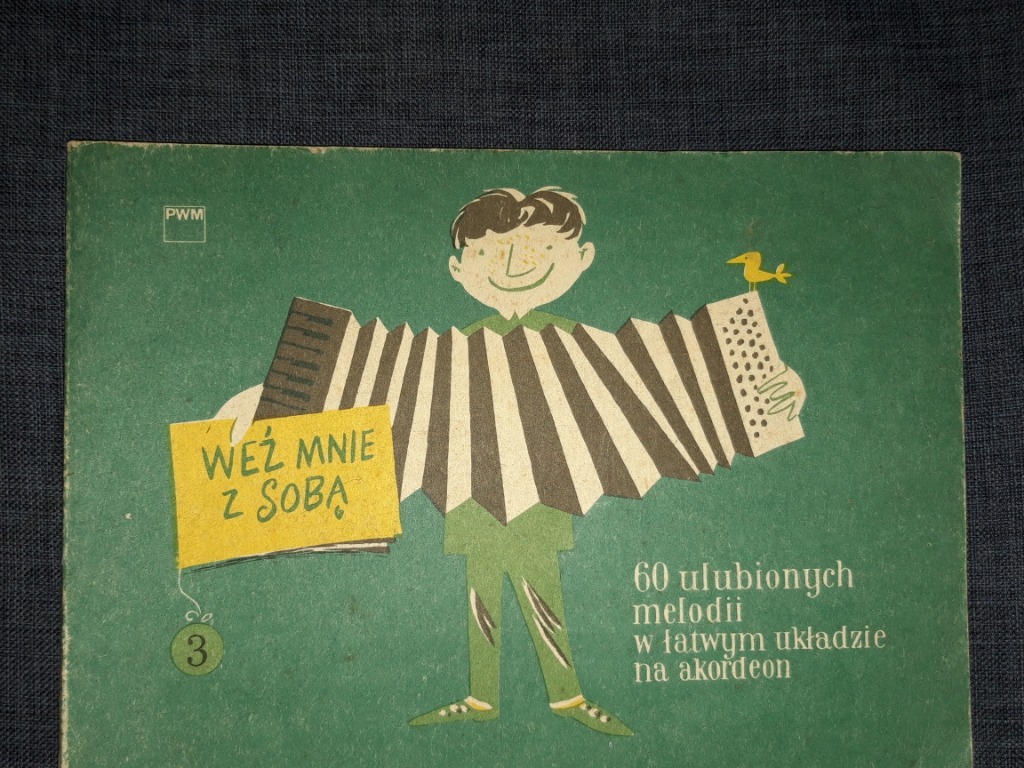 PWM
WEŹ MNIE
Z SOBĄ
3
60 ulubionych
melodii
w łatwym układzie
na akordeon